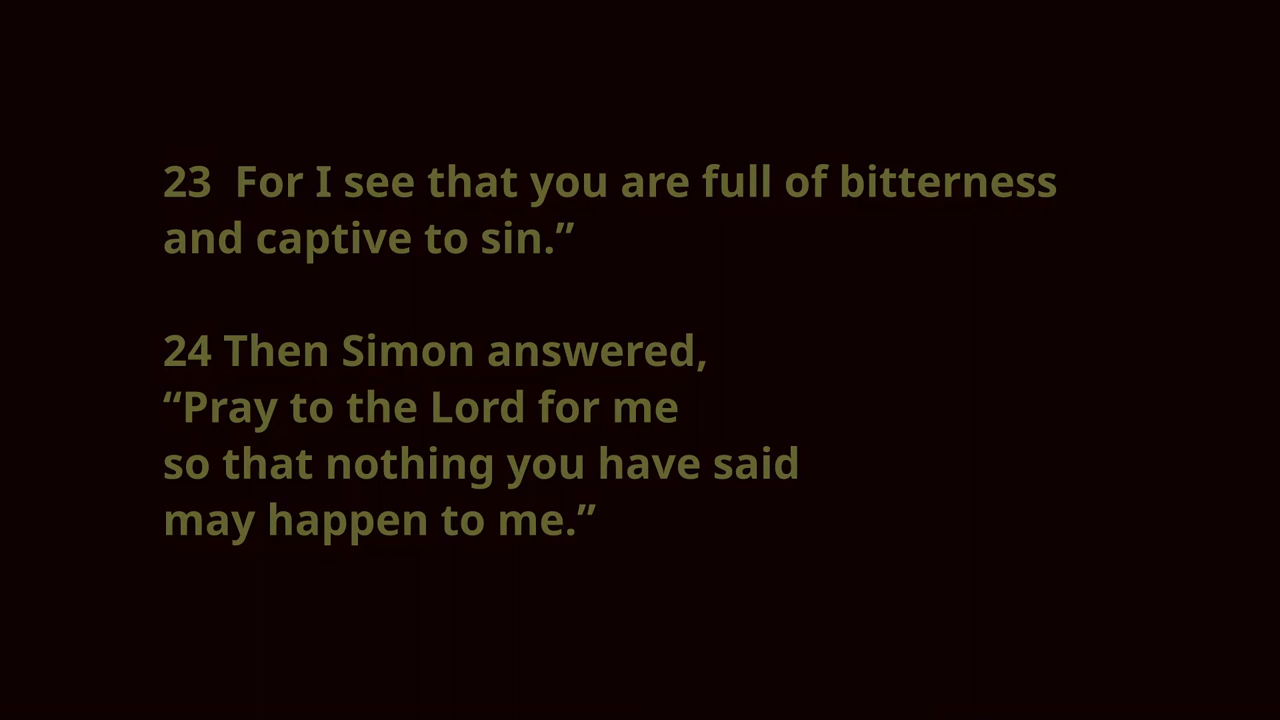 23  For I see that you are full of bitterness
and captive to sin.”
24 Then Simon answered,
“Pray to the Lord for me
so that nothing you have said
may happen to me.”